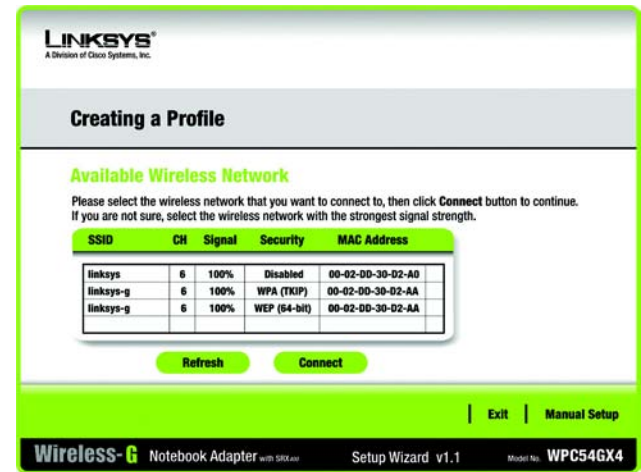 LINKSYS®
A Division of Cisco Systems, Inc.
Creating a Profile
Available Wireless Network
Please select the wireless network that you want to connect to, then click Connect button to continue.
If you are not sure, select the wireless network with the strongest signal strength.
SSID CH Signal Security MAC Address
linksys 6 100% Disabled 00-02-DD-30-D2-A0
linksys-g 6 100% WPA (TKIP) 00-02-DD-30-D2-AA
linksys-g 6 100% WEP (64-bit) 00-02-DD-30-D2-AA
Refresh Connect
Exit Manual Setup
Wireless-G Notebook Adapter with SRX400 Setup Wizard v1.1 Model No. WPC54GX4